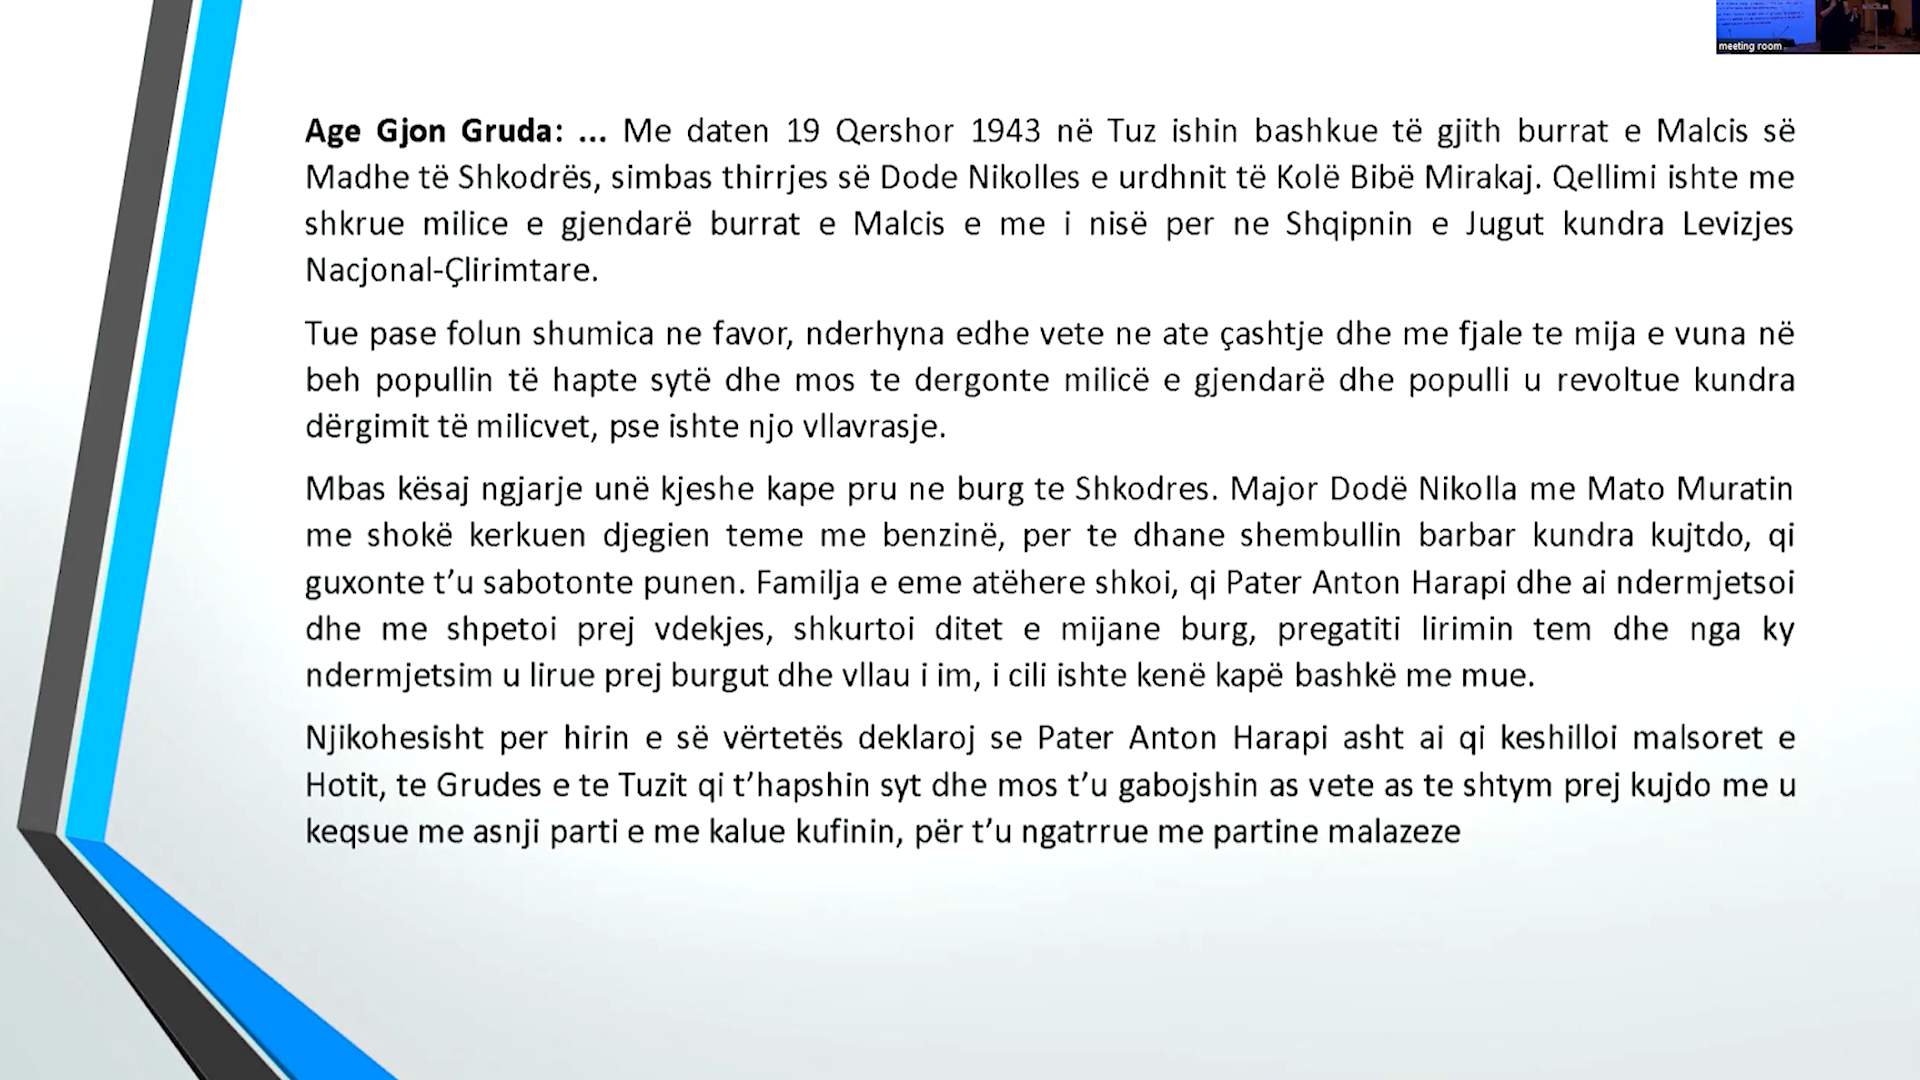 meeting room
Age Gjon Gruda: ... Me daten 19 Qershor 1943 në Tuz ishin bashkue të gjith burrat e Malcis së
Madhe të Shkodrës, simbas thirrjes së Dode Nikolles e urdhnit të Kolë Bibë Mirakaj. Qellimi ishte me
shkrue milice e gjendarë burrat e Malcis e me i nisë per ne Shqipnin e Jugut kundra Levizjes
Nacjonal-Çlirimtare.
Tue pase folun shumica ne favor, nderhyna edhe vete ne ate çashtje dhe me fjale te mija e vuna në
beh popullin të hapte sytë dhe mos te dergonte milicë e gjendarë dhe populli u revoltue kundra
dërgimit të milicvet, pse ishte njo vllavrasje.
Mbas kësaj ngjarje unë kjeshe kape pru ne burg te Shkodres. Major Dodë Nikolla me Mato Muratin
me shokë kerkuen djegien teme me benzinë, per te dhane shembullin barbar kundra kujtdo, qi
guxonte t’u sabotonte punen. Familja e eme atëhere shkoi, qi Pater Anton Harapi dhe ai ndermjetsoi
dhe me shpetoi prej vdekjes, shkurtoi ditet e mijane burg, pregatiti lirimin tem dhe nga ky
ndermjetsim u lirue prej burgut dhe vllau i im, i cili ishte kenë kapë bashkë me mue.
Njikohesisht per hirin e së vërtetës deklaroj se Pater Anton Harapi asht ai qi keshilloi malsoret e
Hotit, te Grudes e te Tuzit qi t’hapshin syt dhe mos t’u gabojshin as vete as te shtym prej kujdo me u
keqsue me asnji parti e me kalue kufinin, për t’u ngatrrue me partine malazeze